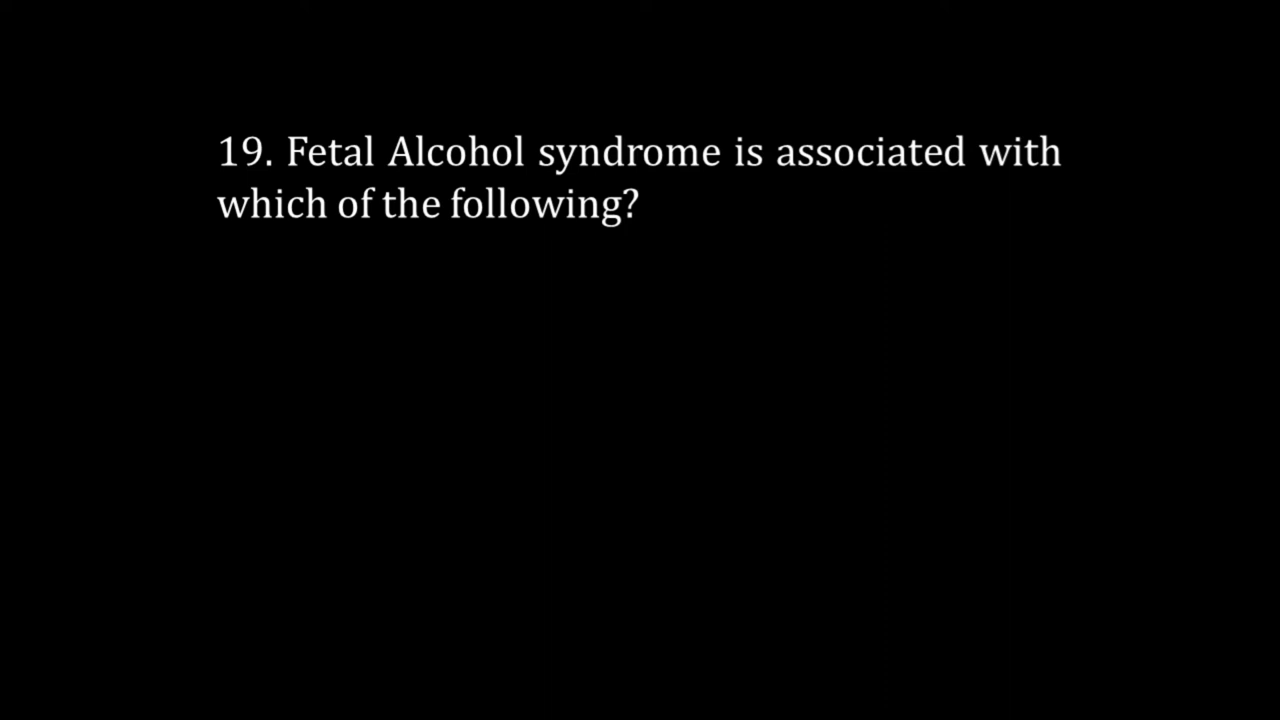 19. Fetal Alcohol syndrome is associated with
which of the following?